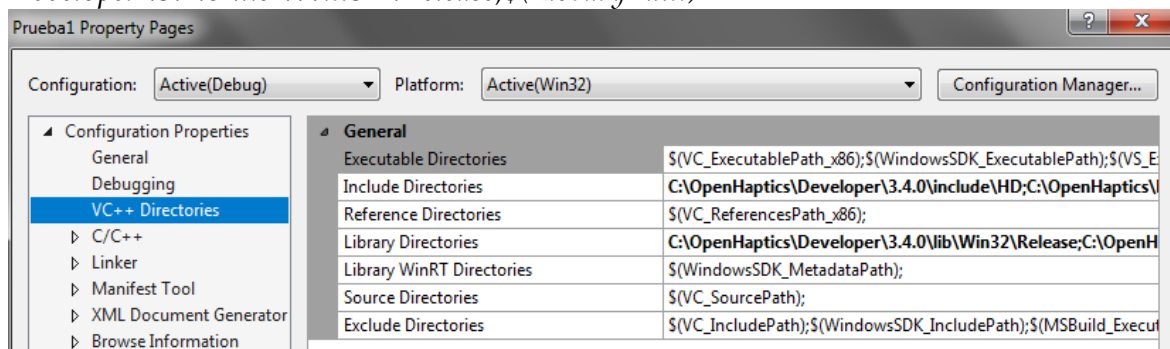 Prueba1 Property Pages
Configuration: Active(Debug) Platform: Active(Win32) Configuration Manager...
Configuration Properties
General
Debugging
VC++ Directories
C/C++
Linker
Manifest Tool
XML Document Generator
Browse Information
General
Executable Directories $(VC_ExecutablePath_x86);$(WindowsSDK_ExecutablePath);$(VS_E
Include Directories C:\OpenHaptics\Developer\3.4.0\include\HD;C:\OpenHaptics\
Reference Directories $(VC_ReferencesPath_x86);
Library Directories C:\OpenHaptics\Developer\3.4.0\lib\Win32\Release;C:\OpenH
Library WinRT Directories $(WindowsSDK_MetadataPath);
Source Directories $(VC_SourcePath);
Exclude Directories $(VC_IncludePath);$(WindowsSDK_IncludePath);$(MSBuild_Execut